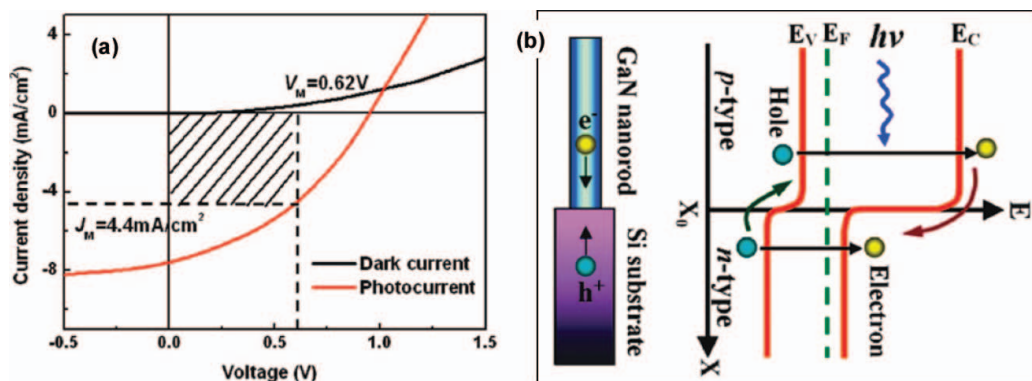 (a)
Current density (mA/cm²)
4
0
-4
-8
V_M=0.62V
J_M=4.4mA/cm²
Dark current
Photocurrent
-0.5 0.0 0.5 1.0 1.5
Voltage (V)
(b)
GaN nanorod
Si substrate
e⁻
h⁺
E_V E_F hν E_C
p-type
Hole
X₀
E
n-type
Electron
X